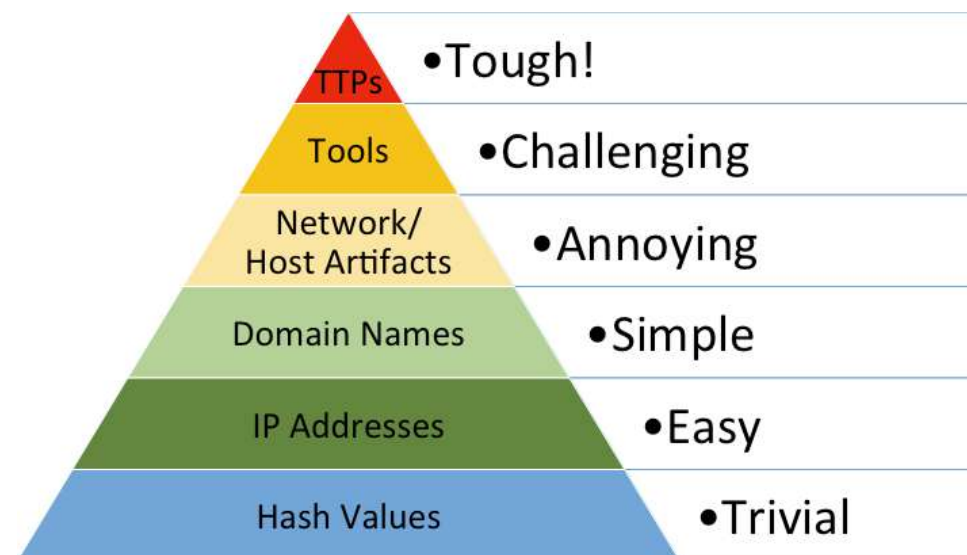 TTPs
•Tough!
Tools
•Challenging
Network/
Host Artifacts
•Annoying
Domain Names
•Simple
IP Addresses
•Easy
Hash Values
•Trivial